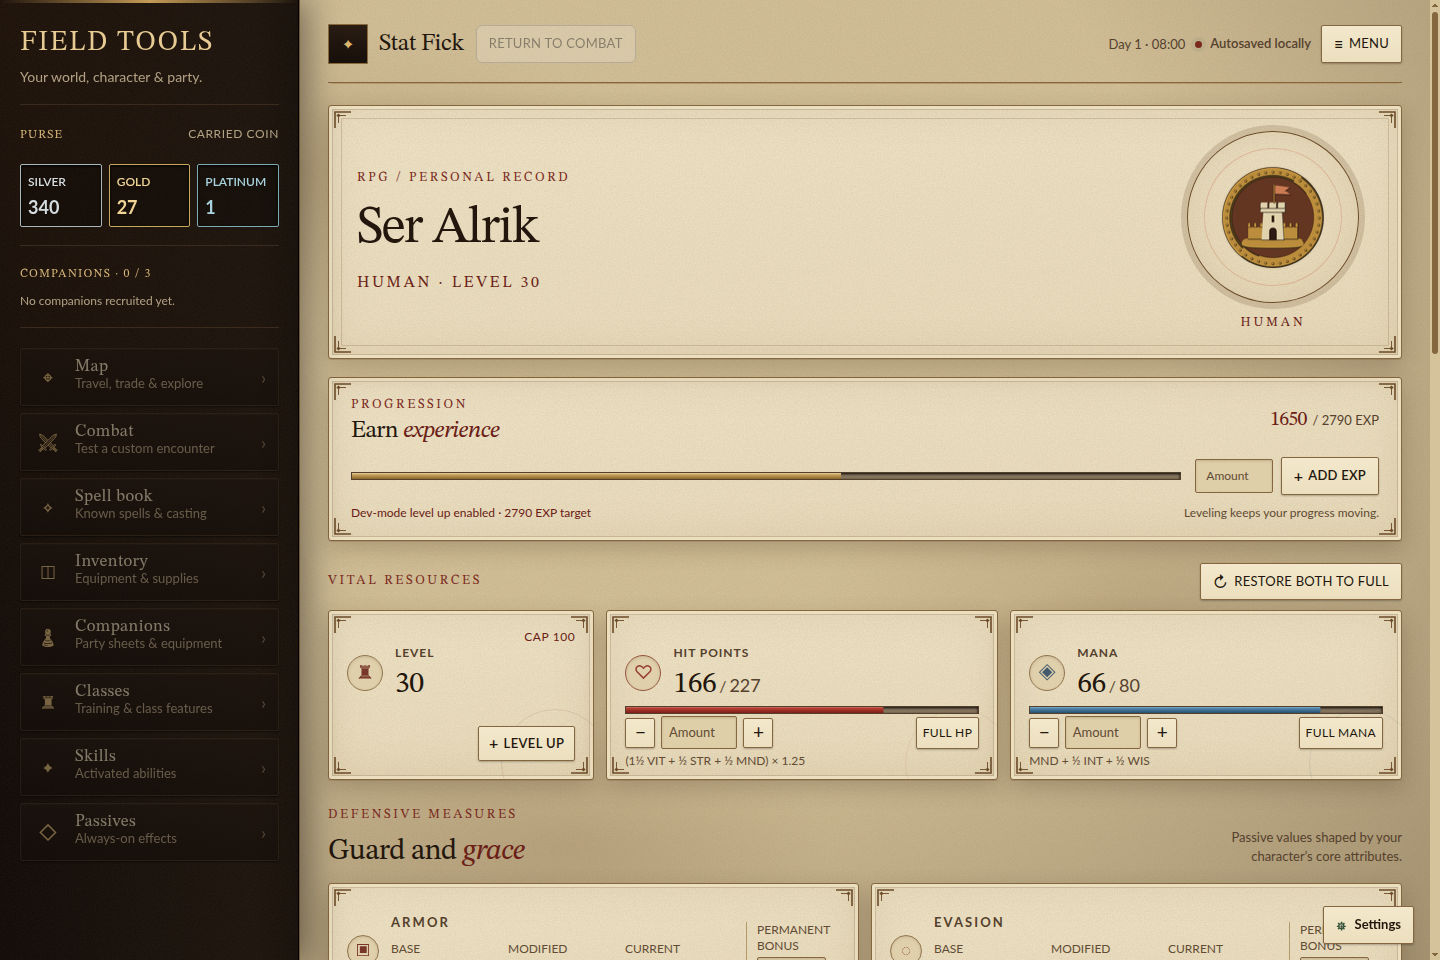 FIELD TOOLS
Your world, character & party.
PURSE
CARRIED COIN
SILVER
340
GOLD
27
PLATINUM
1
COMPANIONS · 0 / 3
No companions recruited yet.
Map
Travel, trade & explore
Combat
Test a custom encounter
Spell book
Known spells & casting
Inventory
Equipment & supplies
Companions
Party sheets & equipment
Classes
Training & class features
Skills
Activated abilities
Passives
Always-on effects
Stat Fick
RETURN TO COMBAT
Day 1 · 08:00
Autosaved locally
≡ MENU
RPG / PERSONAL RECORD
Ser Alrik
HUMAN · LEVEL 30
HUMAN
PROGRESSION
Earn experience
1650 / 2790 EXP
Amount
+ ADD EXP
Dev-mode level up enabled · 2790 EXP target
Leveling keeps your progress moving.
VITAL RESOURCES
RESTORE BOTH TO FULL
CAP 100
LEVEL
30
+ LEVEL UP
HIT POINTS
166 / 227
− Amount + FULL HP
(1½ VIT + ½ STR + ½ MND) × 1.25
MANA
66 / 80
− Amount + FULL MANA
MND + ½ INT + ½ WIS
DEFENSIVE MEASURES
Guard and grace
Passive values shaped by your
character's core attributes.
ARMOR
BASE
MODIFIED
CURRENT
PERMANENT
BONUS
EVASION
BASE
MODIFIED
CURRENT
BONUS
Settings